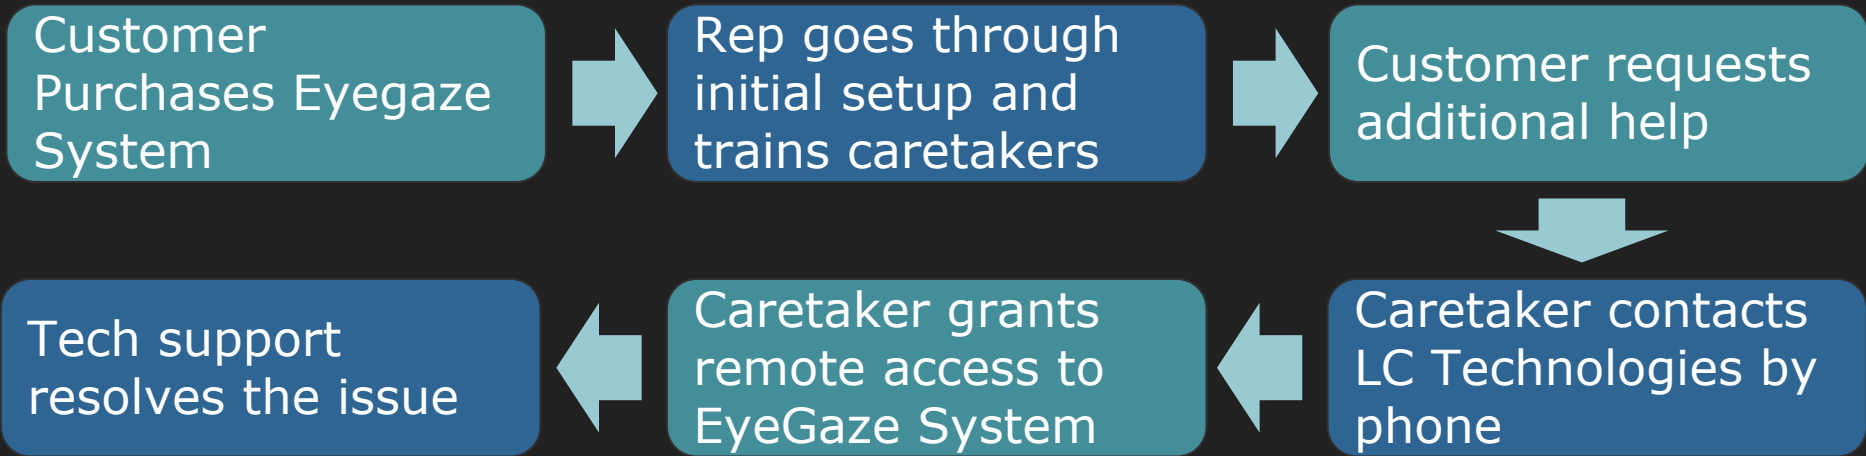 Customer
Purchases Eyegaze
System
Rep goes through
initial setup and
trains caretakers
Customer requests
additional help
Caretaker contacts
LC Technologies by
phone
Caretaker grants
remote access to
EyeGaze System
Tech support
resolves the issue